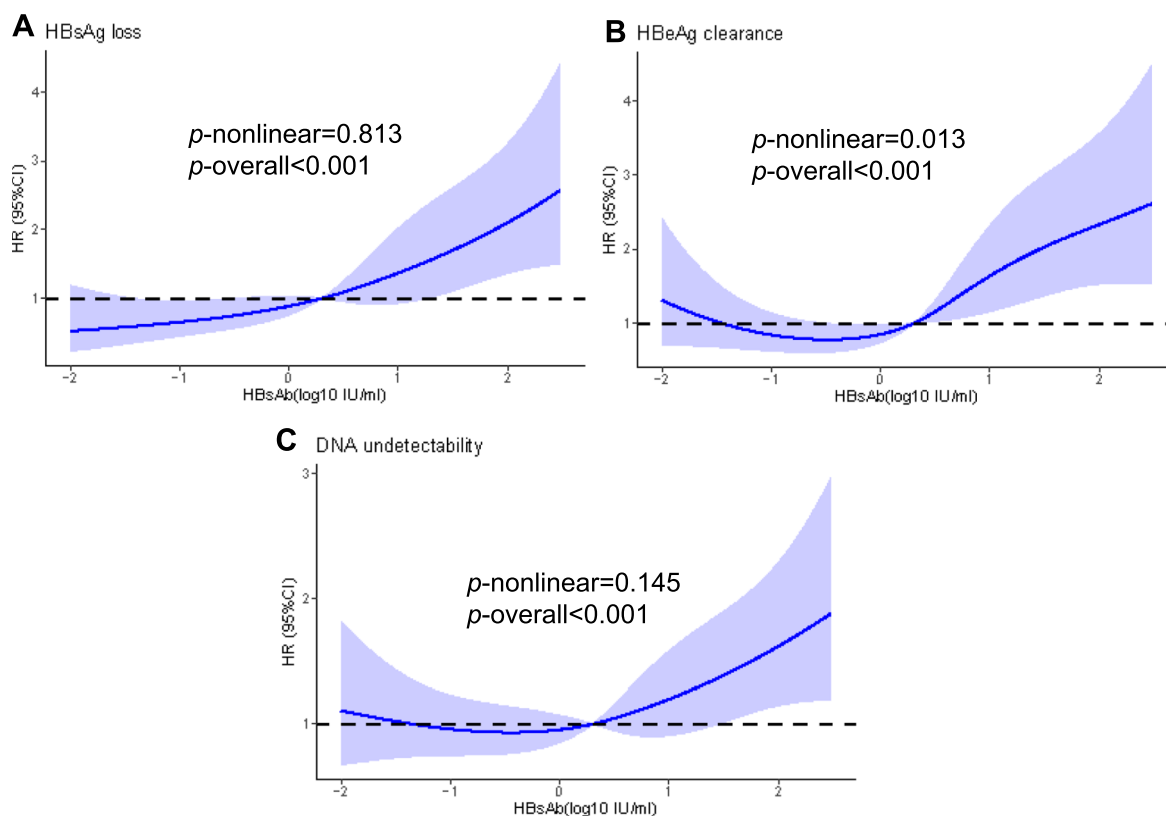 A HBsAg loss
4
3
2
1
HR (95%CI)
p-nonlinear=0.813
p-overall<0.001
−2 −1 0 1 2
HBsAb(log10 IU/ml)
B HBeAg clearance
4
3
2
1
HR (95%CI)
p-nonlinear=0.013
p-overall<0.001
−2 −1 0 1 2
HBsAb(log10 IU/ml)
C DNA undetectability
3
2
1
HR (95%CI)
p-nonlinear=0.145
p-overall<0.001
−2 −1 0 1 2
HBsAb(log10 IU/ml)